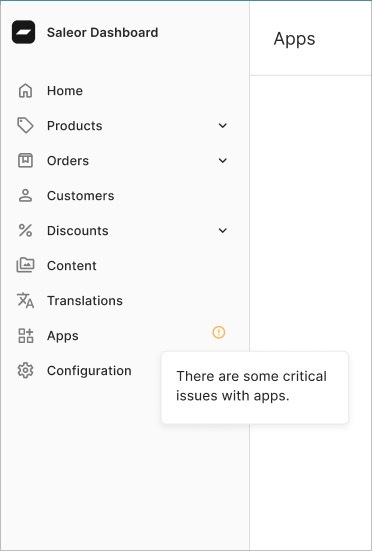 Saleor Dashboard
Apps
Home
Products
Orders
Customers
Discounts
Content
Translations
Apps
Configuration
There are some critical
issues with apps.